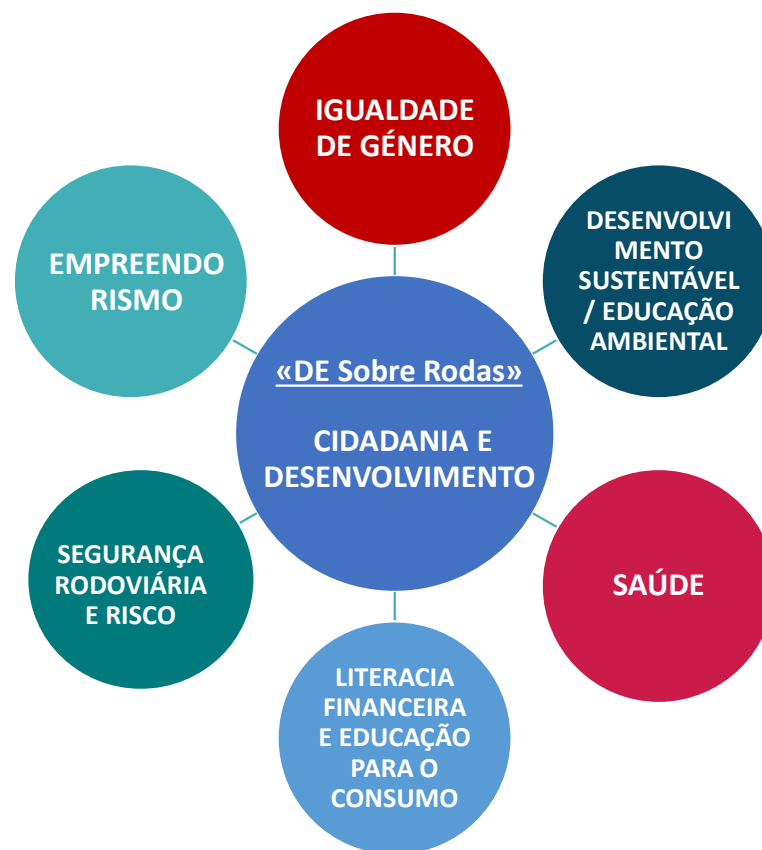 IGUALDADE
DE GÉNERO
EMPREENDO
RISMO
DESENVOLVI
MENTO
SUSTENTÁVEL
/ EDUCAÇÃO
AMBIENTAL
«DE Sobre Rodas»
CIDADANIA E
DESENVOLVIMENTO
SEGURANÇA
RODOVIÁRIA
E RISCO
SAÚDE
LITERACIA
FINANCEIRA
E EDUCAÇÃO
PARA O
CONSUMO